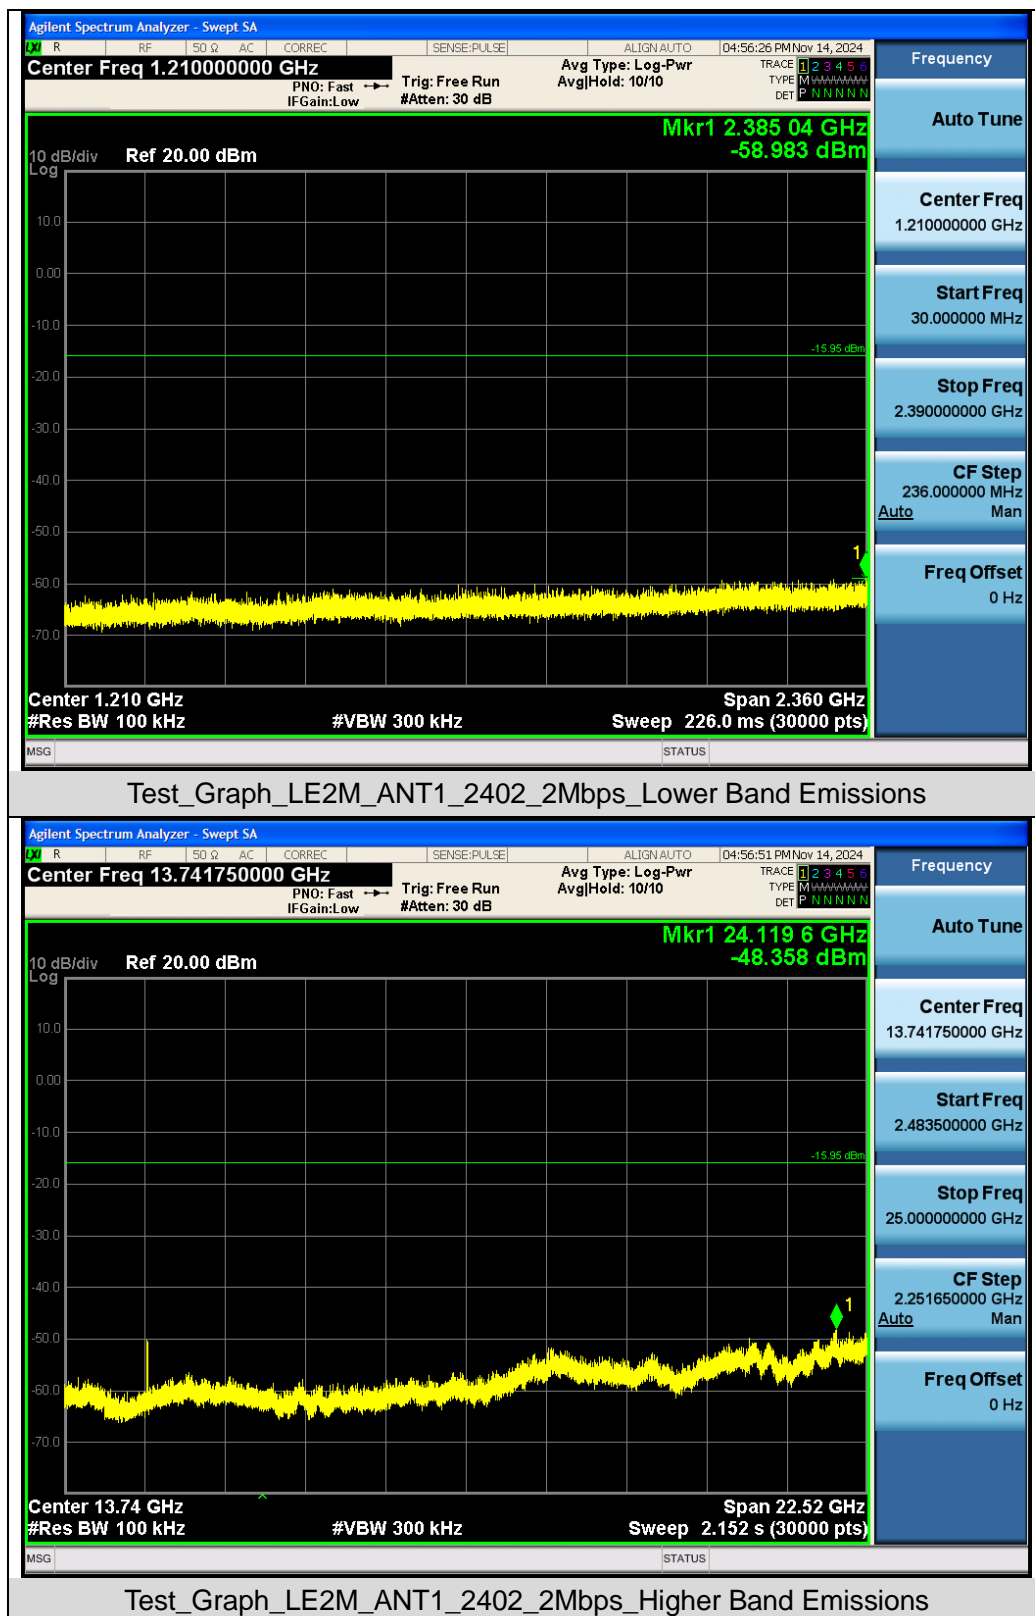 Agilent Spectrum Analyzer - Swept SA
LXI R RF 50 Ω AC CORREC SENSE:PULSE ALIGN AUTO 04:56:26 PM Nov 14, 2024
Center Freq 1.210000000 GHz
PNO: Fast
IFGain:Low
Trig: Free Run
#Atten: 30 dB
Avg Type: Log-Pwr
Avg|Hold: 10/10
TRACE 1 2 3 4 5 6
TYPE M
DET P N N N N N
Mkr1 2.385 04 GHz
-58.983 dBm
10 dB/div Ref 20.00 dBm
Log
10.0
0.00
-10.0
-15.95 dBm
-20.0
-30.0
-40.0
-50.0
1
-60.0
-70.0
Center 1.210 GHz Span 2.360 GHz
#Res BW 100 kHz #VBW 300 kHz Sweep 226.0 ms (30000 pts)
MSG STATUS
Frequency
Auto Tune
Center Freq
1.210000000 GHz
Start Freq
30.000000 MHz
Stop Freq
2.390000000 GHz
CF Step
236.000000 MHz
Auto Man
Freq Offset
0 Hz
Test_Graph_LE2M_ANT1_2402_2Mbps_Lower Band Emissions
Agilent Spectrum Analyzer - Swept SA
LXI R RF 50 Ω AC CORREC SENSE:PULSE ALIGN AUTO 04:56:51 PM Nov 14, 2024
Center Freq 13.741750000 GHz
PNO: Fast
IFGain:Low
Trig: Free Run
#Atten: 30 dB
Avg Type: Log-Pwr
Avg|Hold: 10/10
TRACE 1 2 3 4 5 6
TYPE M
DET P N N N N N
Mkr1 24.119 6 GHz
-48.358 dBm
10 dB/div Ref 20.00 dBm
Log
10.0
0.00
-10.0
-15.95 dBm
-20.0
-30.0
-40.0
1
-50.0
-60.0
-70.0
Center 13.74 GHz Span 22.52 GHz
#Res BW 100 kHz #VBW 300 kHz Sweep 2.152 s (30000 pts)
MSG STATUS
Frequency
Auto Tune
Center Freq
13.741750000 GHz
Start Freq
2.483500000 GHz
Stop Freq
25.000000000 GHz
CF Step
2.251650000 GHz
Auto Man
Freq Offset
0 Hz
Test_Graph_LE2M_ANT1_2402_2Mbps_Higher Band Emissions